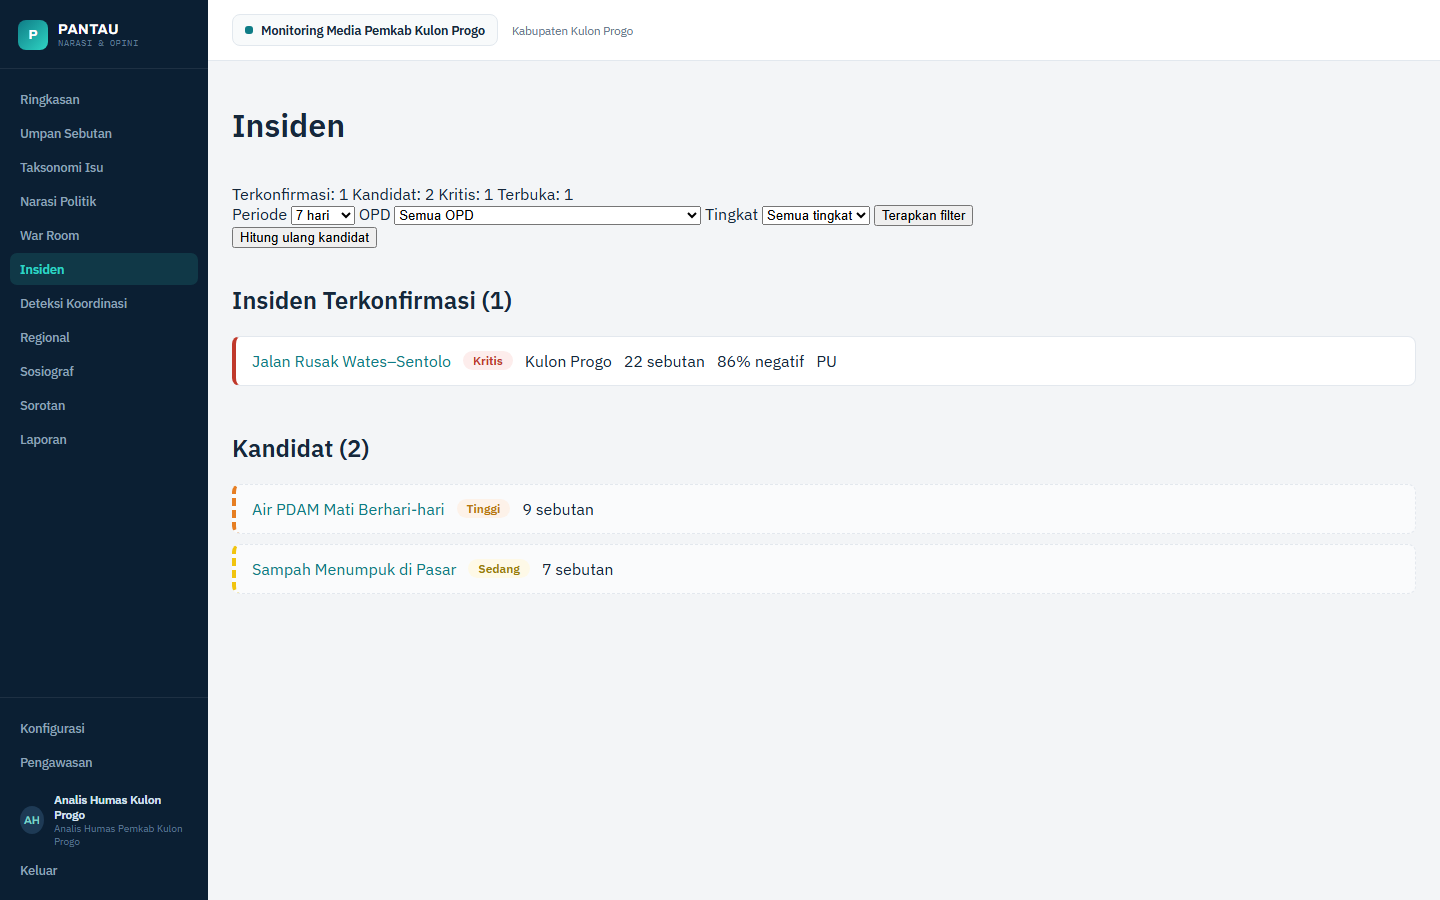 P
PANTAU
NARASI & OPINI
Ringkasan
Umpan Sebutan
Taksonomi Isu
Narasi Politik
War Room
Insiden
Deteksi Koordinasi
Regional
Sosiograf
Sorotan
Laporan
Konfigurasi
Pengawasan
AH
Analis Humas Kulon
Progo
Analis Humas Pemkab Kulon
Progo
Keluar
Monitoring Media Pemkab Kulon Progo Kabupaten Kulon Progo
Insiden
Terkonfirmasi: 1 Kandidat: 2 Kritis: 1 Terbuka: 1
Periode 7 hari OPD Semua OPD Tingkat Semua tingkat Terapkan filter
Hitung ulang kandidat
Insiden Terkonfirmasi (1)
Jalan Rusak Wates–Sentolo Kritis Kulon Progo 22 sebutan 86% negatif PU
Kandidat (2)
Air PDAM Mati Berhari-hari Tinggi 9 sebutan
Sampah Menumpuk di Pasar Sedang 7 sebutan